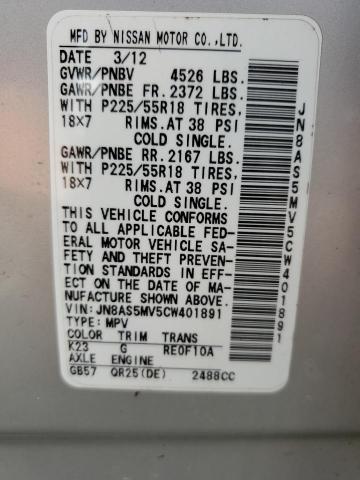 MFD BY NISSAN MOTOR CO.,LTD.
DATE 3/12
GVWR/PNBV 4526 LBS.
GAWR/PNBE FR. 2372 LBS.
WITH P225/55R18 TIRES,
18X7 RIMS.AT 38 PSI
COLD SINGLE.
GAWR/PNBE RR. 2167 LBS.
WITH P225/55R18 TIRES,
18X7 RIMS.AT 38 PSI
COLD SINGLE.
THIS VEHICLE CONFORMS
TO ALL APPLICABLE FED-
ERAL MOTOR VEHICLE SA-
FETY AND THEFT PREVEN-
TION STANDARDS IN EFF-
ECT ON THE DATE OF MA-
NUFACTURE SHOWN ABOVE.
VIN: JN8AS5MV5CW401891
TYPE: MPV
COLOR TRIM TRANS
K23 G RE0F10A
AXLE ENGINE
GB57 QR25(DE) 2488CC
JN8AS5MV5CW401891